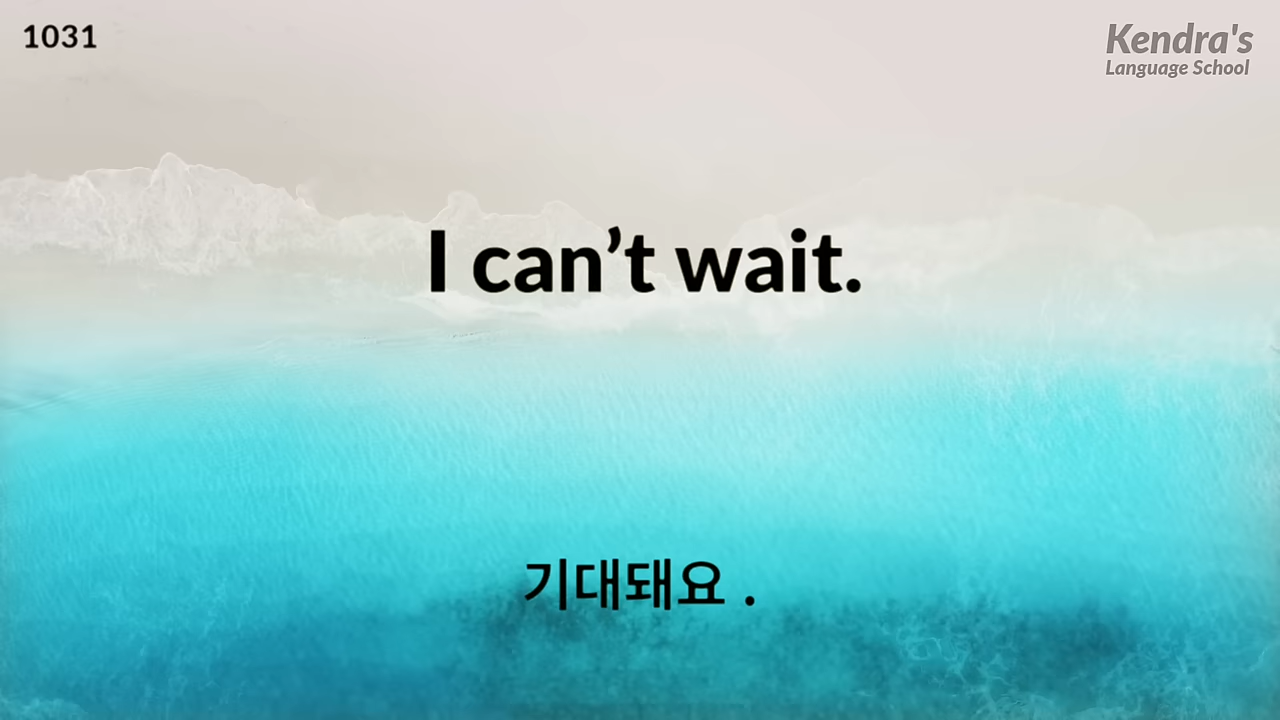 1031
Kendra's
Language School
I can’t wait.
기대돼요 .